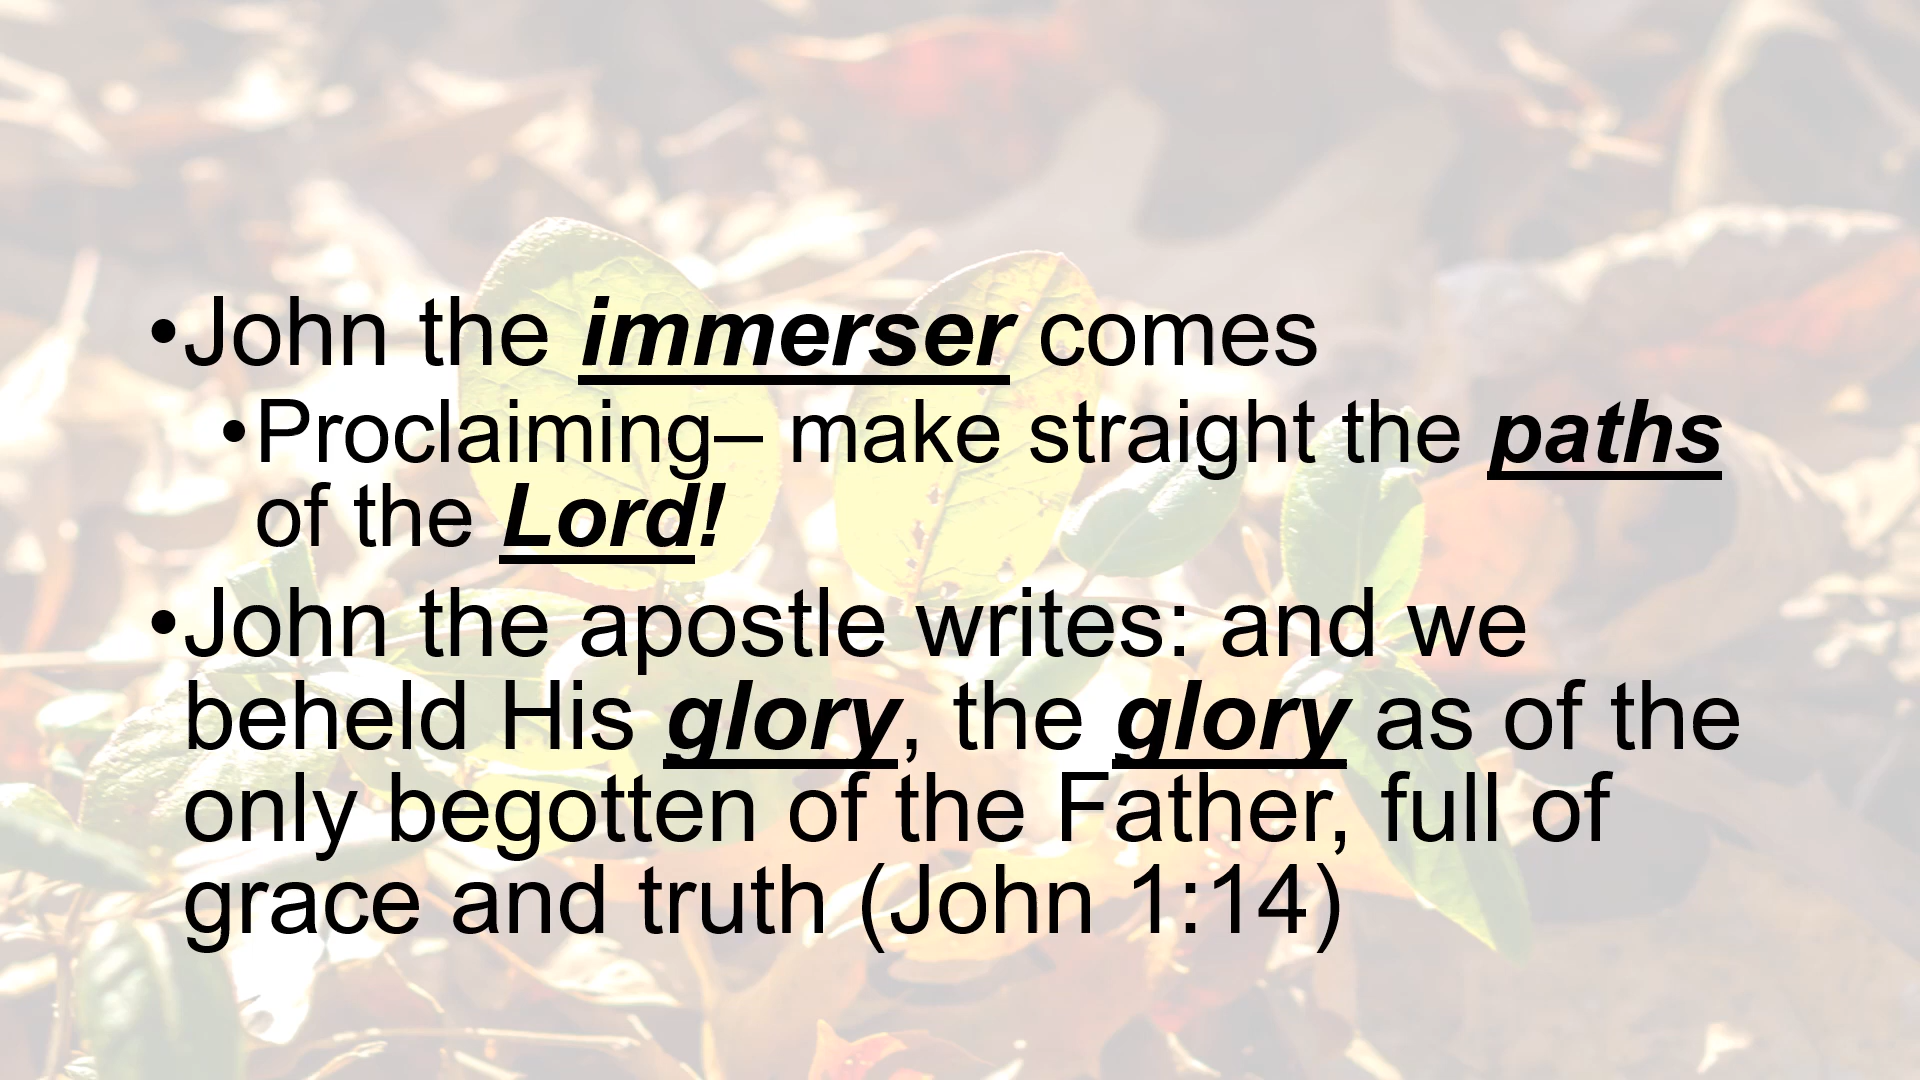 •John the immerser comes
•Proclaiming– make straight the paths
of the Lord!
•John the apostle writes: and we
beheld His glory, the glory as of the
only begotten of the Father, full of
grace and truth (John 1:14)